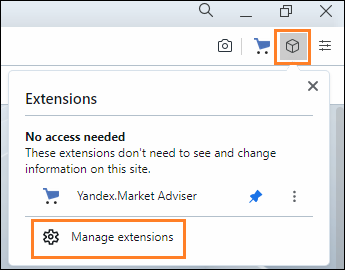 Extensions
No access needed
These extensions don't need to see and change
information on this site.
Yandex.Market Adviser
Manage extensions